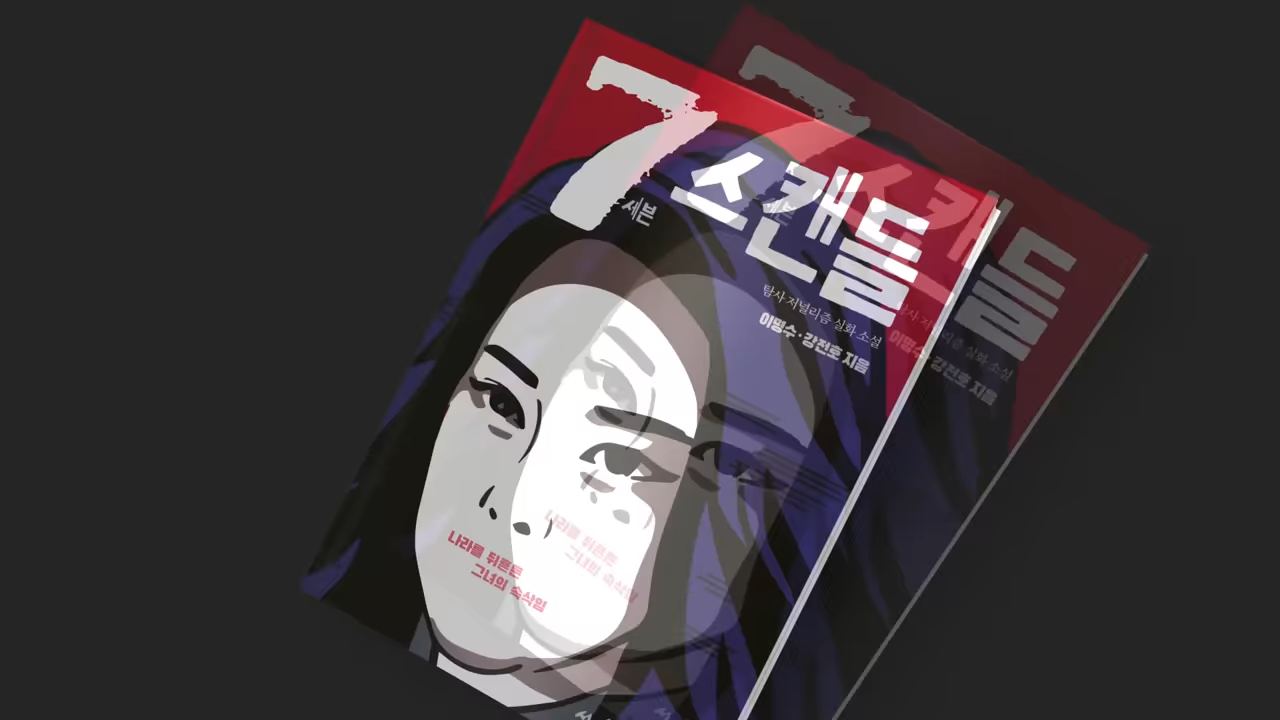 7
세븐
스캔들
탐사 저널리즘 실화 소설
이명수·강진호 지음
나라를 뒤흔든
그녀의 속삭임